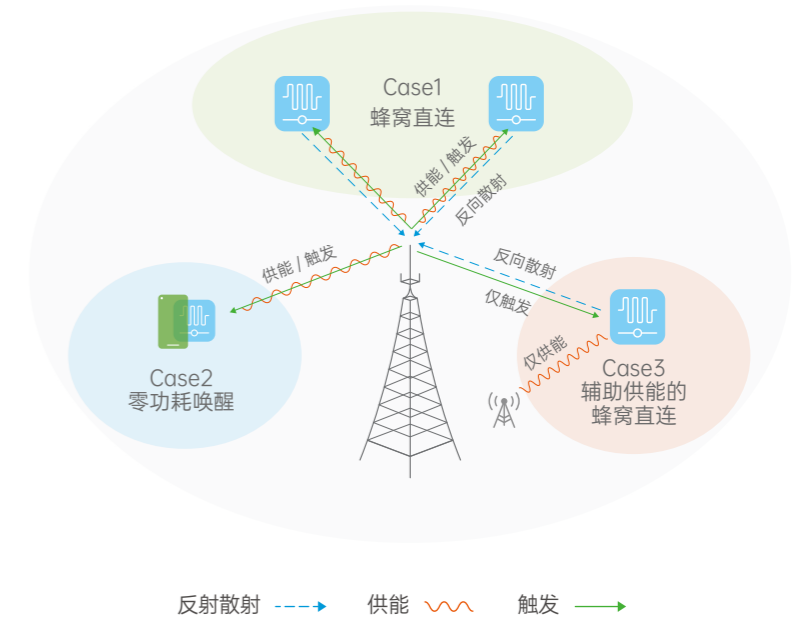 Case1
蜂窝直连
供能 / 触发
反向散射
供能 / 触发
反向散射
仅触发
仅供能
Case2
零功耗唤醒
Case3
辅助供能的
蜂窝直连
反射散射
供能
触发